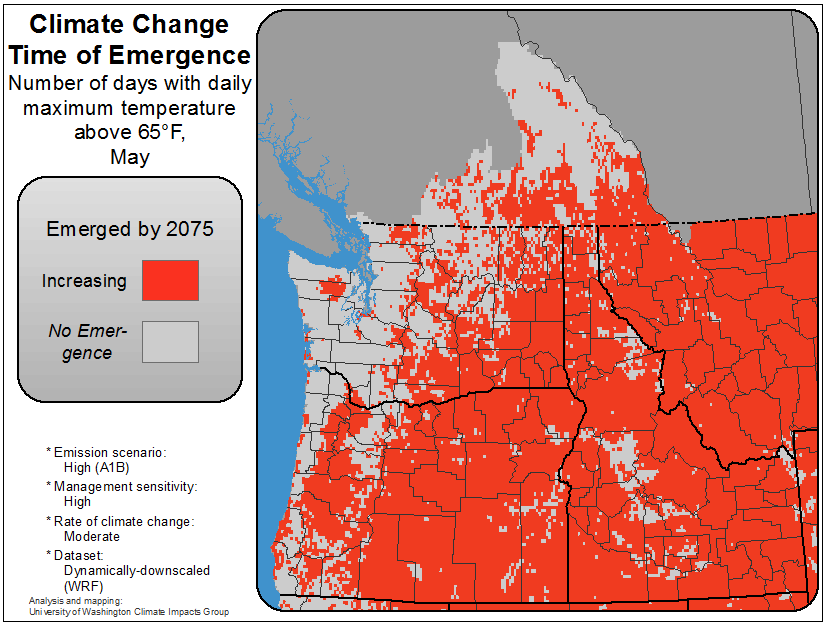 Climate Change
Time of Emergence
Number of days with daily
maximum temperature
above 65°F,
May
Emerged by 2075
Increasing
No Emer-
gence
* Emission scenario:
High (A1B)
* Management sensitivity:
High
* Rate of climate change:
Moderate
* Dataset:
Dynamically-downscaled
(WRF)
Analysis and mapping:
University of Washington Climate Impacts Group